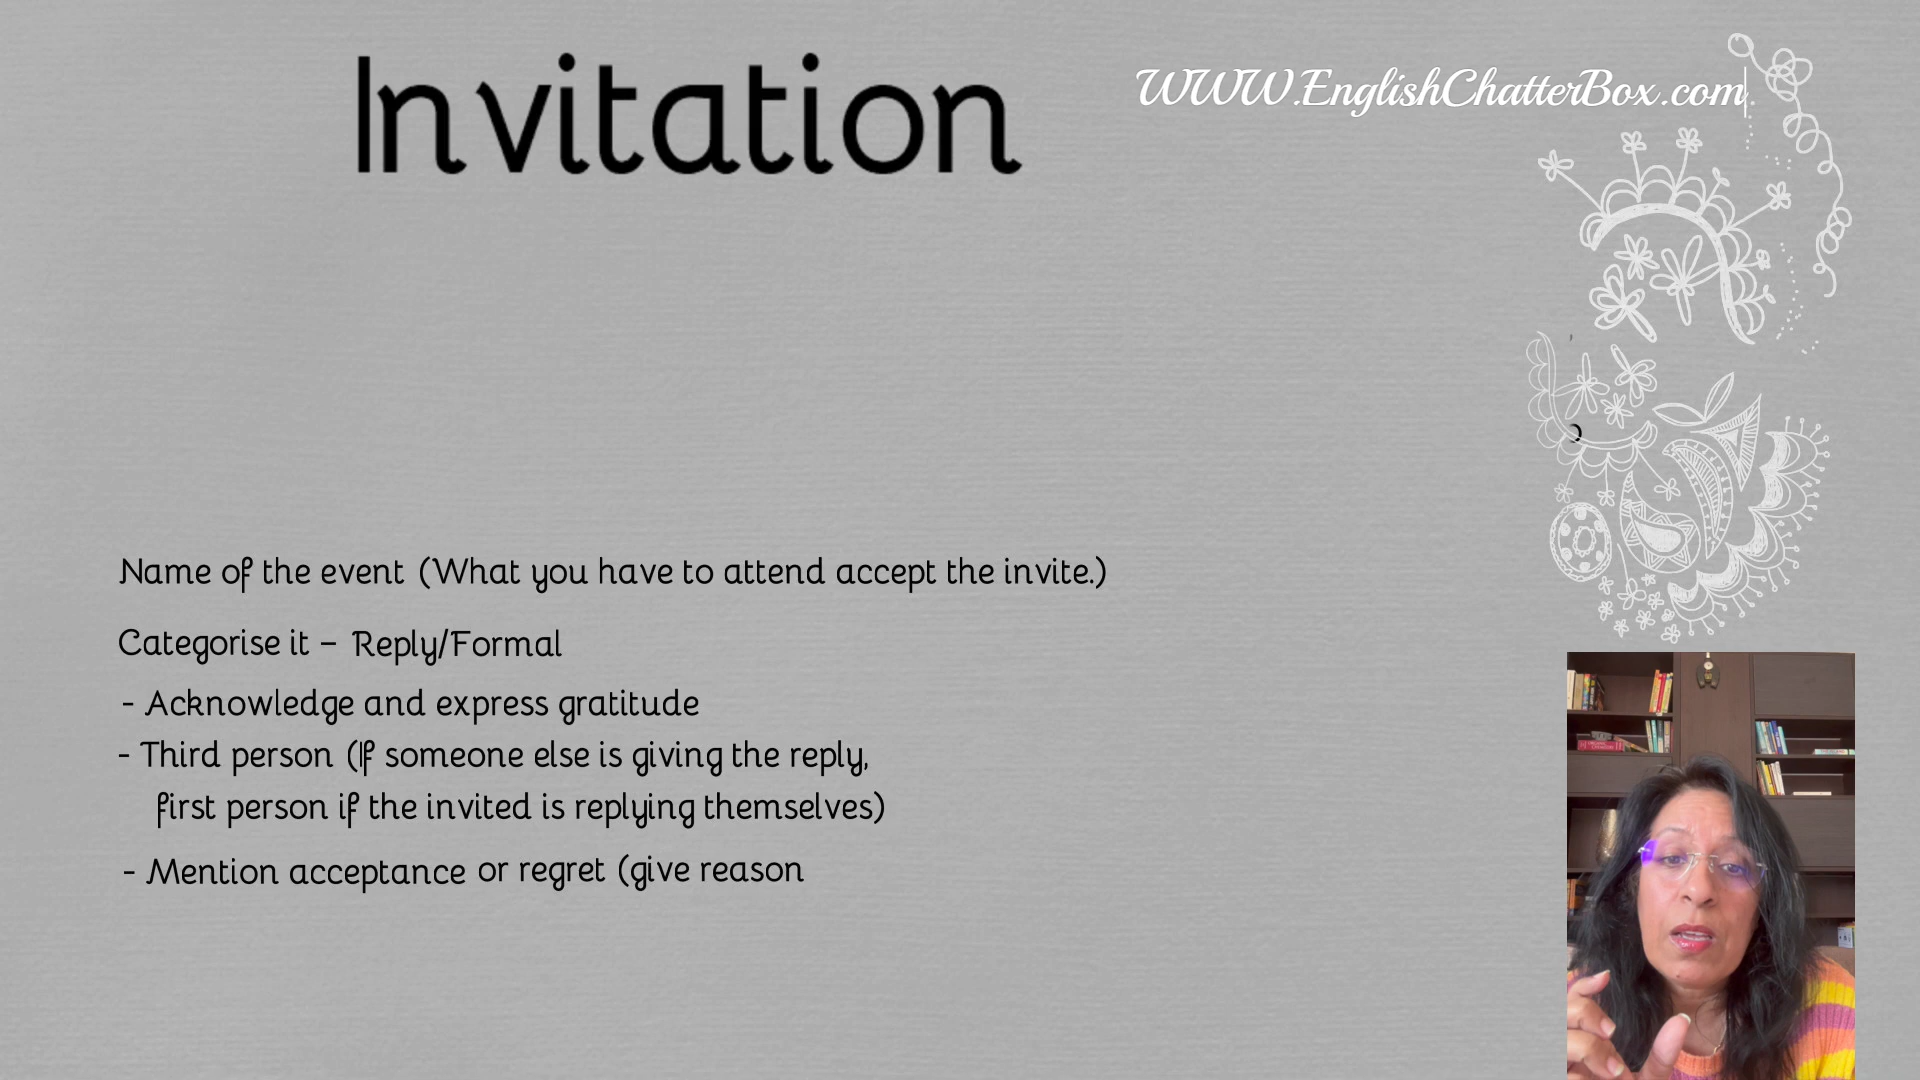 Invitation
WWW.EnglishChatterBox.com
Name of the event (What you have to attend accept the invite.)
Categorise it – Reply/Formal
- Acknowledge and express gratitude
- Third person (If someone else is giving the reply,
first person if the invited is replying themselves)
- Mention acceptance or regret (give reason